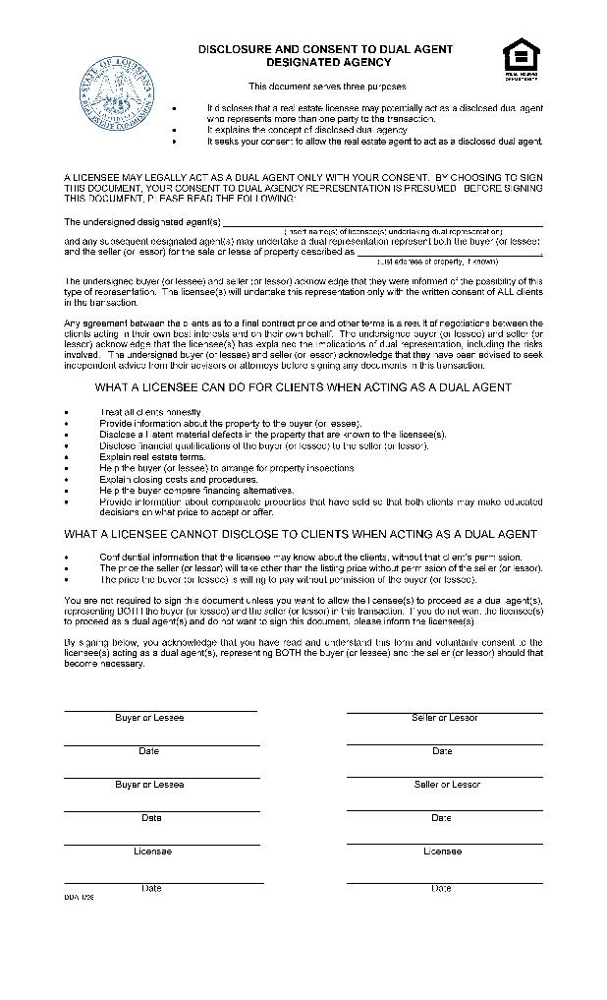 DISCLOSURE AND CONSENT TO DUAL AGENT
DESIGNATED AGENCY
STATE OF LOUISIANA
REAL ESTATE COMMISSION
EQUAL HOUSING
OPPORTUNITY
This document serves three purposes
• It discloses that a real estate licensee may potentially act as a disclosed dual agent
who represents more than one party to the transaction.
• It explains the concept of disclosed dual agency
• It seeks your consent to allow the real estate agent to act as a disclosed dual agent.
A LICENSEE MAY LEGALLY ACT AS A DUAL AGENT ONLY WITH YOUR CONSENT. BY CHOOSING TO SIGN
THIS DOCUMENT, YOUR CONSENT TO DUAL AGENCY REPRESENTATION IS PRESUMED. BEFORE SIGNING
THIS DOCUMENT, PLEASE READ THE FOLLOWING:
The undersigned designated agent(s)
(Insert name(s) of licensee(s) undertaking dual representation)
and any subsequent designated agent(s) may undertake a dual representation represent both the buyer (or lessee)
and the seller (or lessor) for the sale or lease of property described as
(List address of property, if known)
The undersigned buyer (or lessee) and seller (or lessor) acknowledge that they were informed of the possibility of this
type of representation. The licensee(s) will undertake this representation only with the written consent of ALL clients
in the transaction.
Any agreement between the clients as to a final contract price and other terms is a result of negotiations between the
clients acting in their own best interests and on their own behalf. The undersigned buyer (or lessee) and seller (or
lessor) acknowledge that the licensee(s) has explained the implications of dual representation, including the risks
involved. The undersigned buyer (or lessee) and seller (or lessor) acknowledge that they have been advised to seek
independent advice from their advisors or attorneys before signing any documents in this transaction.
WHAT A LICENSEE CAN DO FOR CLIENTS WHEN ACTING AS A DUAL AGENT
• Treat all clients honestly.
• Provide information about the property to the buyer (or lessee).
• Disclose all latent material defects in the property that are known to the licensee(s).
• Disclose financial qualifications of the buyer (or lessee) to the seller (or lessor).
• Explain real estate terms.
• Help the buyer (or lessee) to arrange for property inspections
• Explain closing costs and procedures.
• Help the buyer compare financing alternatives.
• Provide information about comparable properties that have sold so that both clients may make educated
decisions on what price to accept or offer.
WHAT A LICENSEE CANNOT DISCLOSE TO CLIENTS WHEN ACTING AS A DUAL AGENT
• Confidential information that the licensee may know about the clients, without that client's permission.
• The price the seller (or lessor) will take other than the listing price without permission of the seller (or lessor).
• The price the buyer (or lessee) is willing to pay without permission of the buyer (or lessee).
You are not required to sign this document unless you want to allow the licensee(s) to proceed as a dual agent(s),
representing BOTH the buyer (or lessee) and the seller (or lessor) in this transaction. If you do not want the licensee(s)
to proceed as a dual agent(s) and do not want to sign this document, please inform the licensee(s)
By signing below, you acknowledge that you have read and understand this form and voluntarily consent to the
licensee(s) acting as a dual agent(s), representing BOTH the buyer (or lessee) and the seller (or lessor) should that
become necessary.
Buyer or Lessee Seller or Lessor
Date Date
Buyer or Lessee Seller or Lessor
Date Date
Licensee Licensee
Date Date
DDA 1/98